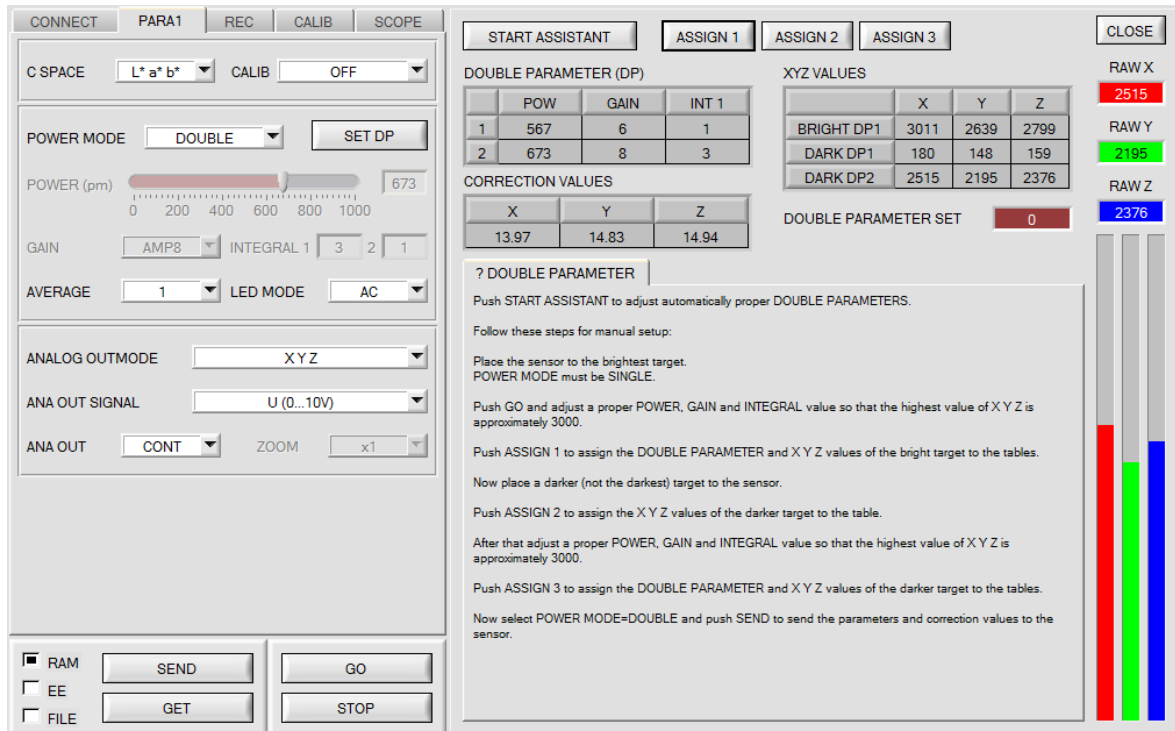 CONNECT PARA1 REC CALIB SCOPE
C SPACE L* a* b* CALIB OFF
POWER MODE DOUBLE SET DP
POWER (pm) 673
0 200 400 600 800 1000
GAIN AMP8 INTEGRAL 1 3 2 1
AVERAGE 1 LED MODE AC
ANALOG OUTMODE X Y Z
ANA OUT SIGNAL U (0...10V)
ANA OUT CONT ZOOM x1
RAM SEND GO
EE
GET STOP
FILE
START ASSISTANT ASSIGN 1 ASSIGN 2 ASSIGN 3
DOUBLE PARAMETER (DP)
POW GAIN INT 1
1 567 6 1
2 673 8 3
CORRECTION VALUES
X Y Z
13.97 14.83 14.94
XYZ VALUES
X Y Z
BRIGHT DP1 3011 2639 2799
DARK DP1 180 148 159
DARK DP2 2515 2195 2376
DOUBLE PARAMETER SET 0
? DOUBLE PARAMETER
Push START ASSISTANT to adjust automatically proper DOUBLE PARAMETERS.
Follow these steps for manual setup:
Place the sensor to the brightest target.
POWER MODE must be SINGLE.
Push GO and adjust a proper POWER, GAIN and INTEGRAL value so that the highest value of X Y Z is
approximately 3000.
Push ASSIGN 1 to assign the DOUBLE PARAMETER and X Y Z values of the bright target to the tables.
Now place a darker (not the darkest) target to the sensor.
Push ASSIGN 2 to assign the X Y Z values of the darker target to the table.
After that adjust a proper POWER, GAIN and INTEGRAL value so that the highest value of X Y Z is
approximately 3000.
Push ASSIGN 3 to assign the DOUBLE PARAMETER and X Y Z values of the darker target to the tables.
Now select POWER MODE=DOUBLE and push SEND to send the parameters and correction values to the
sensor.
CLOSE
RAW X
2515
RAW Y
2195
RAW Z
2376